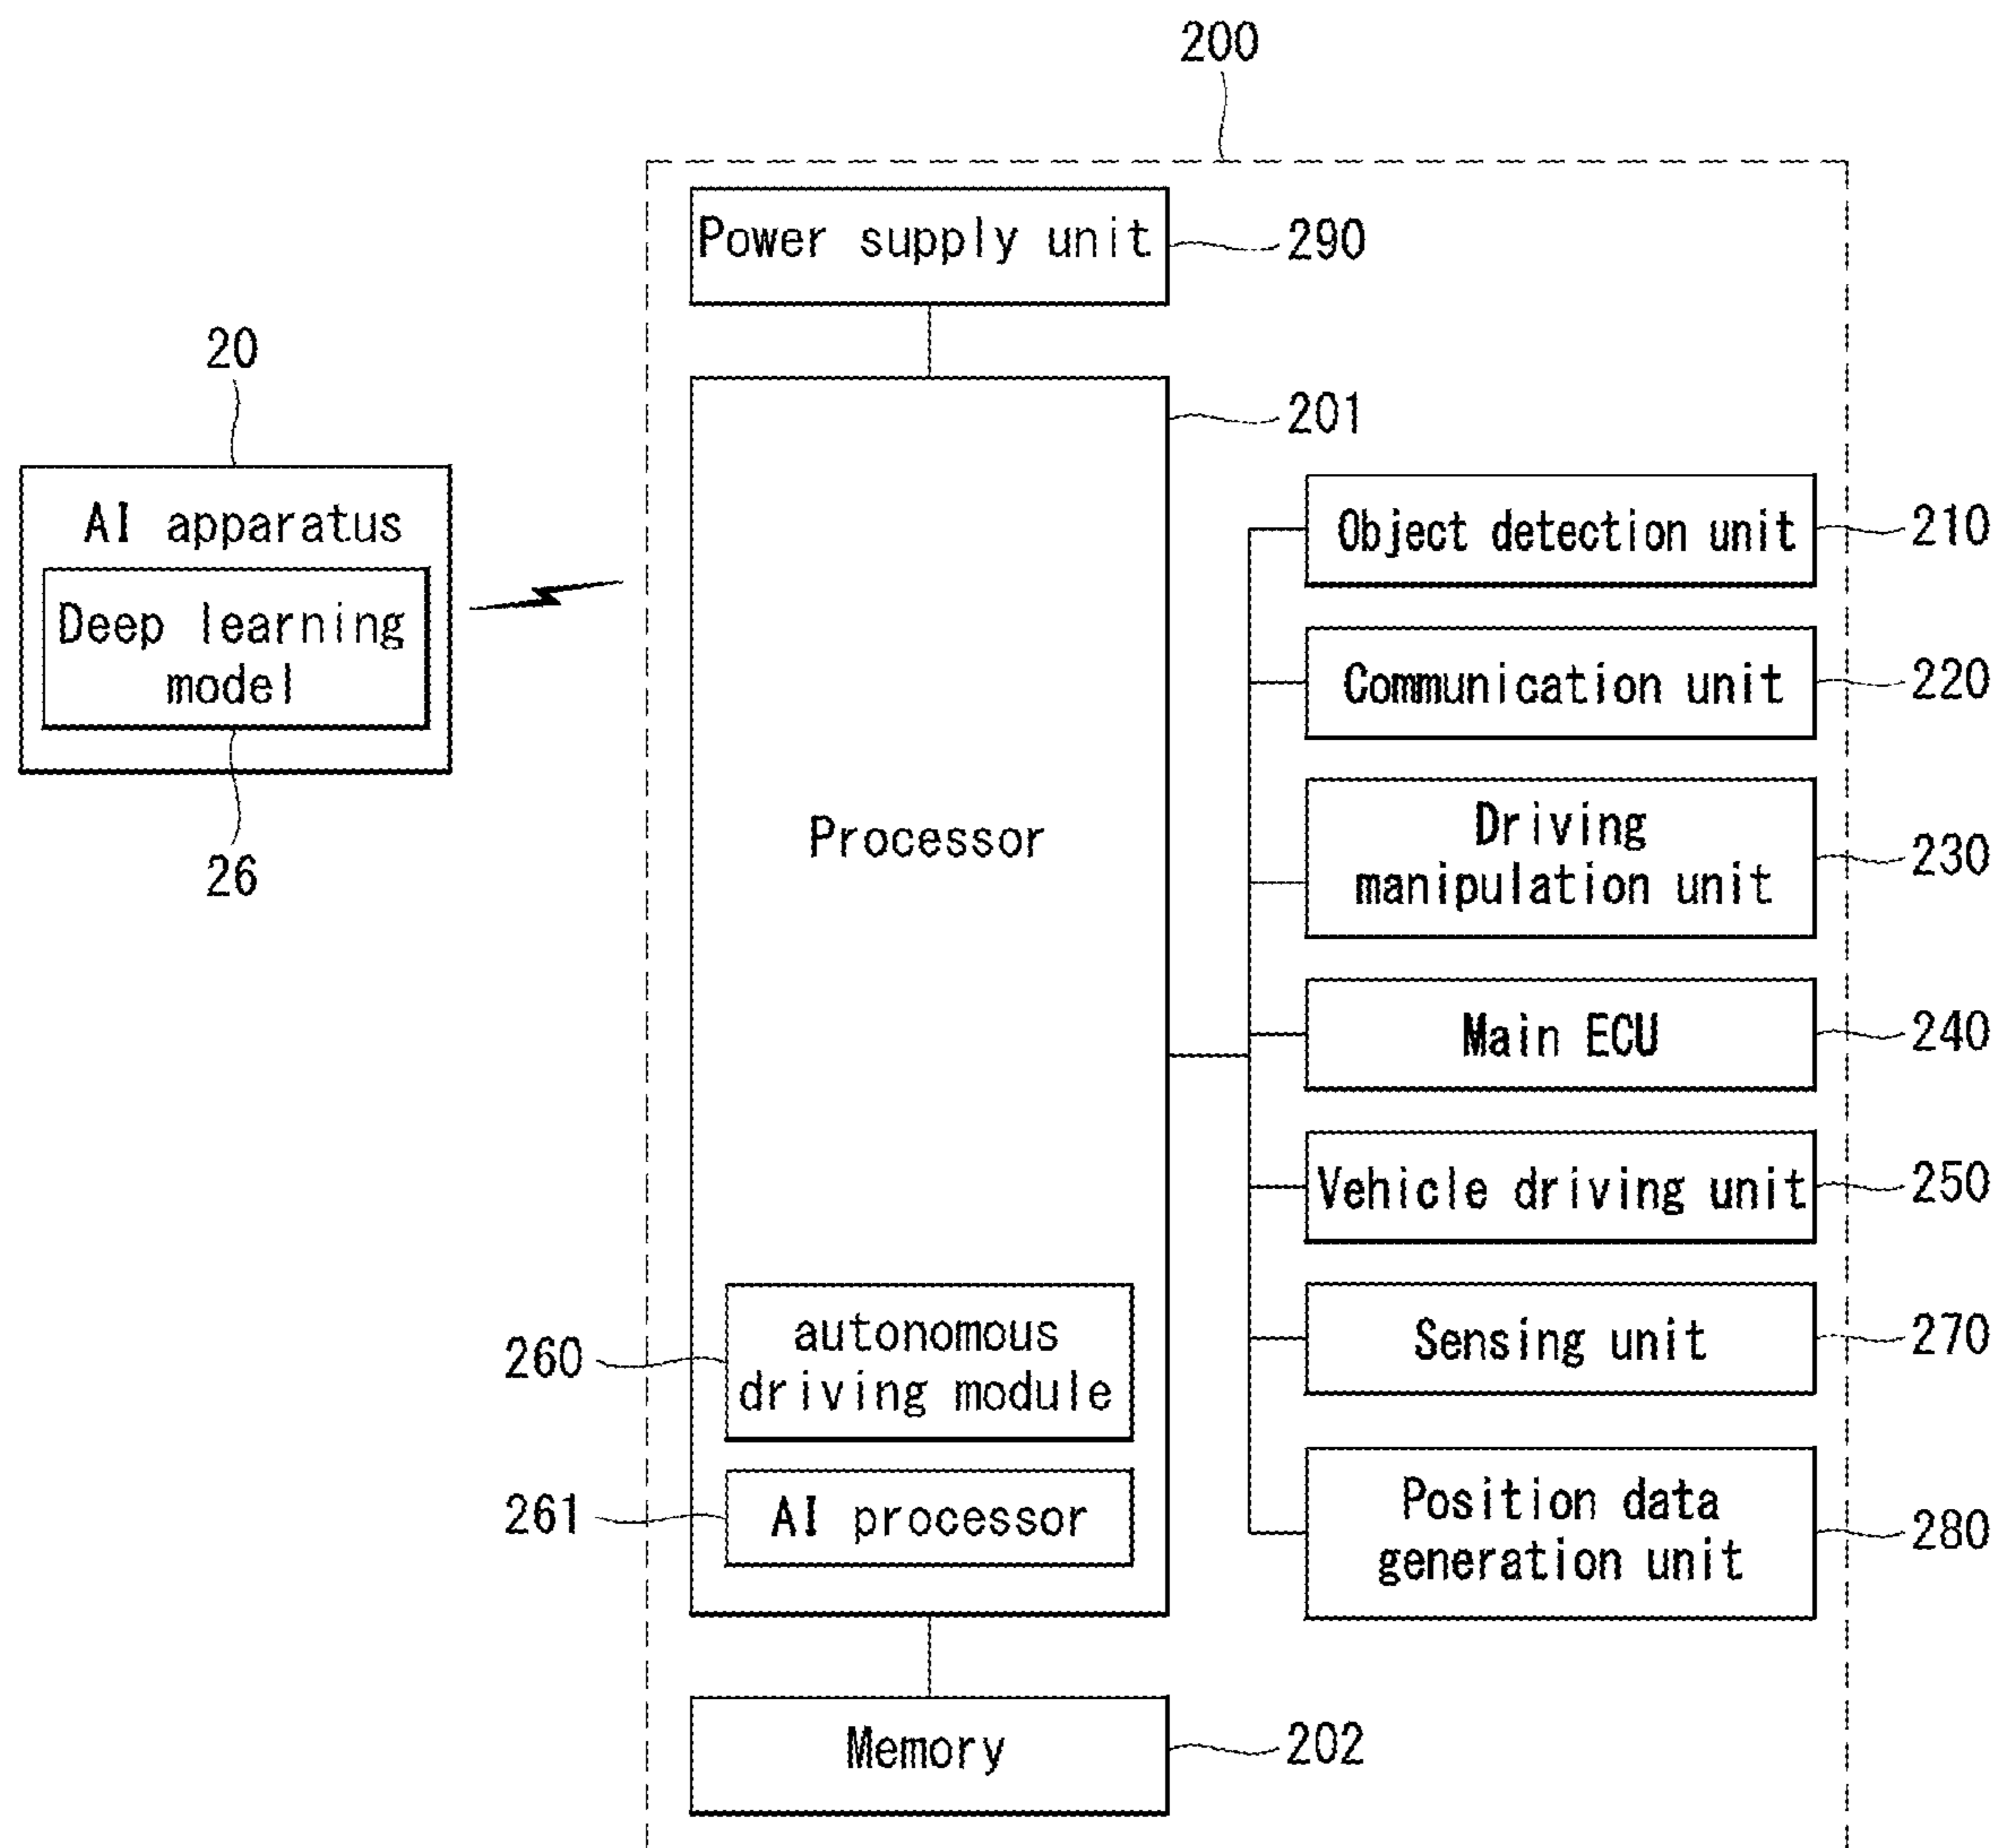 200
Power supply unit
290
20
AI apparatus
Deep learning
model
26
201
Processor
260
autonomous
driving module
261
AI processor
Object detection unit
210
Communication unit
220
Driving
manipulation unit
230
Main ECU
240
Vehicle driving unit
250
Sensing unit
270
Position data
generation unit
280
Memory
202